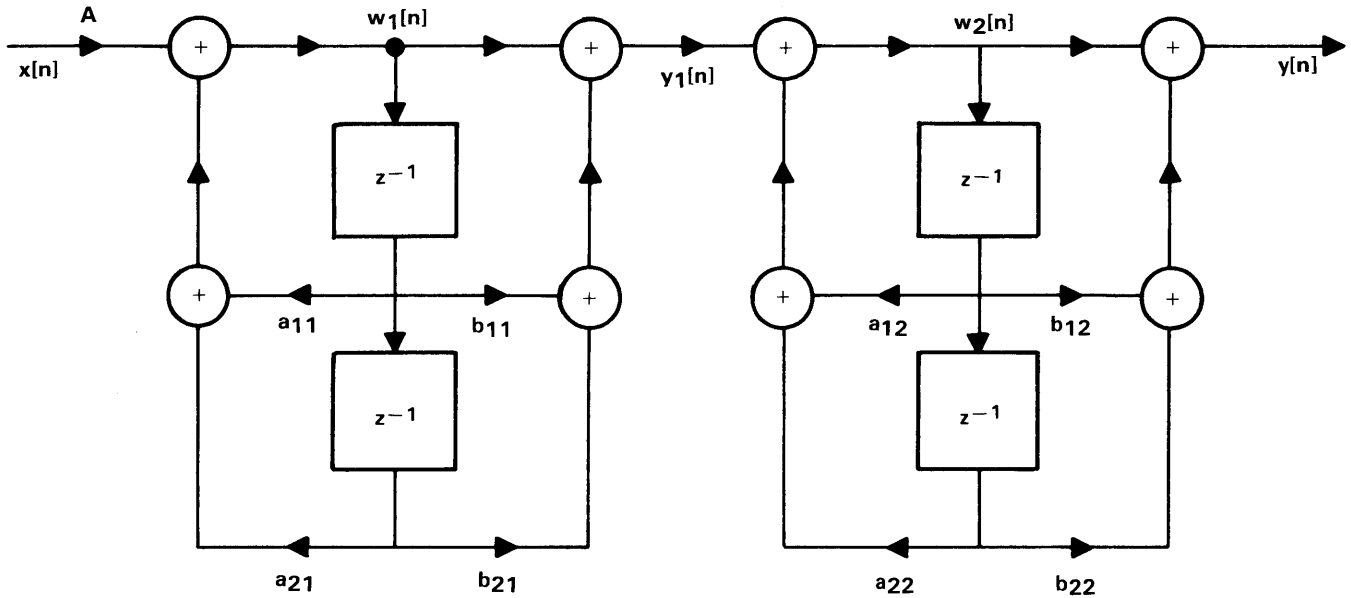 A
w₁[n]
w₂[n]
+
+
+
+
x[n]
y₁[n]
y[n]
z⁻¹
z⁻¹
+
+
+
+
a₁₁
b₁₁
a₁₂
b₁₂
z⁻¹
z⁻¹
a₂₁
b₂₁
a₂₂
b₂₂